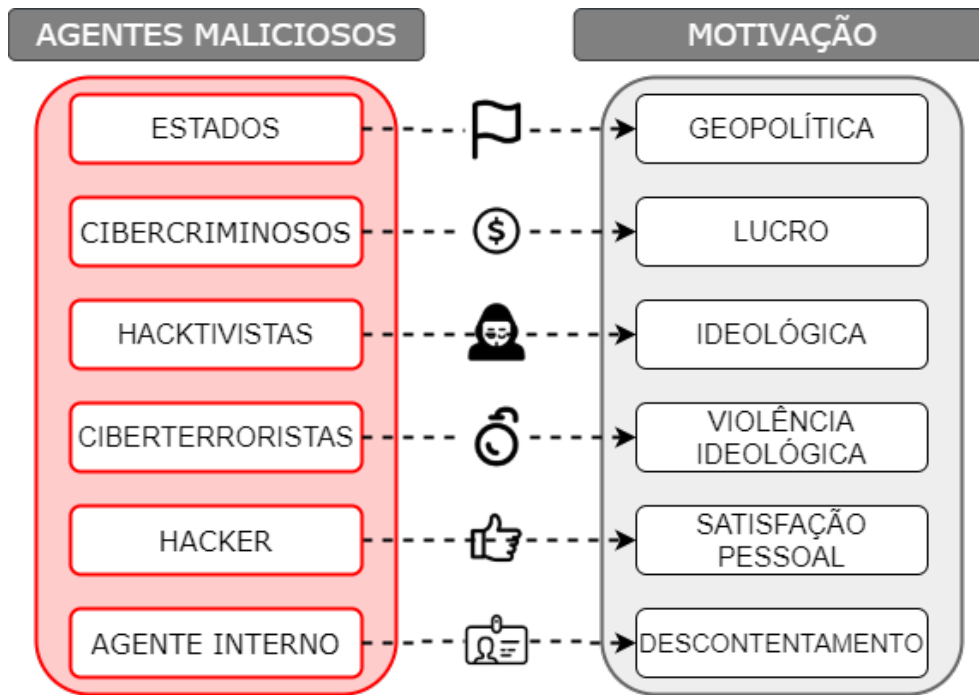 AGENTES MALICIOSOS
MOTIVAÇÃO
ESTADOS
GEOPOLÍTICA
CIBERCRIMINOSOS
$
LUCRO
HACKTIVISTAS
IDEOLÓGICA
CIBERTERRORISTAS
VIOLÊNCIA
IDEOLÓGICA
HACKER
SATISFAÇÃO
PESSOAL
AGENTE INTERNO
DESCONTENTAMENTO